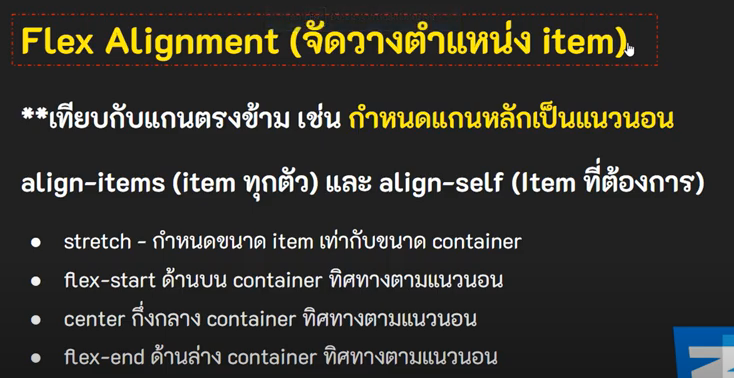 Flex Alignment (จัดวางตำแหน่ง item)
**เทียบกับแกนตรงข้าม เช่น กำหนดแกนหลักเป็นแนวนอน
align-items (item ทุกตัว) และ align-self (Item ที่ต้องการ)
● stretch - กำหนดขนาด item เท่ากับขนาด container
● flex-start ด้านบน container ทิศทางตามแนวนอน
● center กึ่งกลาง container ทิศทางตามแนวนอน
● flex-end ด้านล่าง container ทิศทางตามแนวนอน